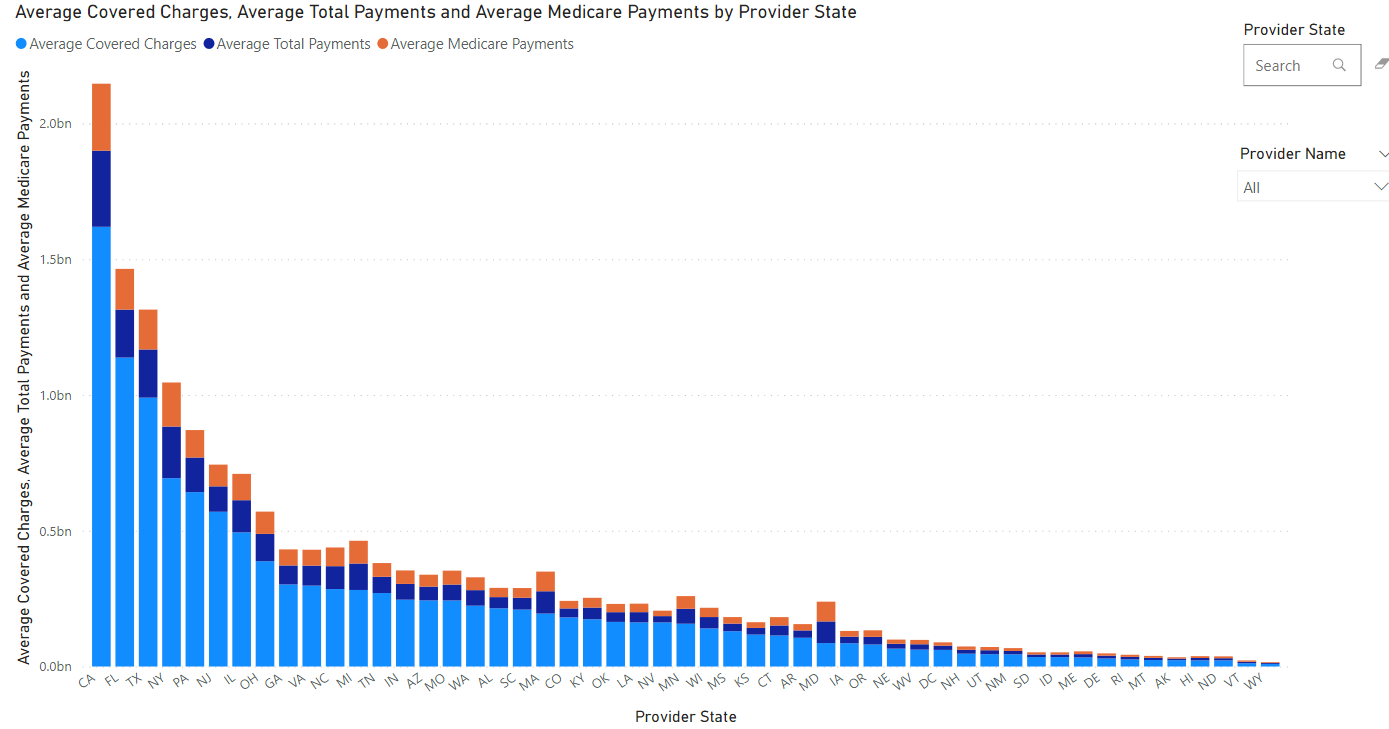 Average Covered Charges, Average Total Payments and Average Medicare Payments by Provider State
Average Covered Charges Average Total Payments Average Medicare Payments
Average Covered Charges, Average Total Payments and Average Medicare Payments
2.0bn
1.5bn
1.0bn
0.5bn
0.0bn
CA FL TX NY PA NJ IL OH GA VA NC MI TN IN AZ MO WA AL SC MA CO KY OK LA NV MN WI MS KS CT AR MD IA OR NE WV DC NH UT NM SD ID ME DE RI MT AK HI ND VT WY
Provider State
Provider State
Search
Provider Name
All